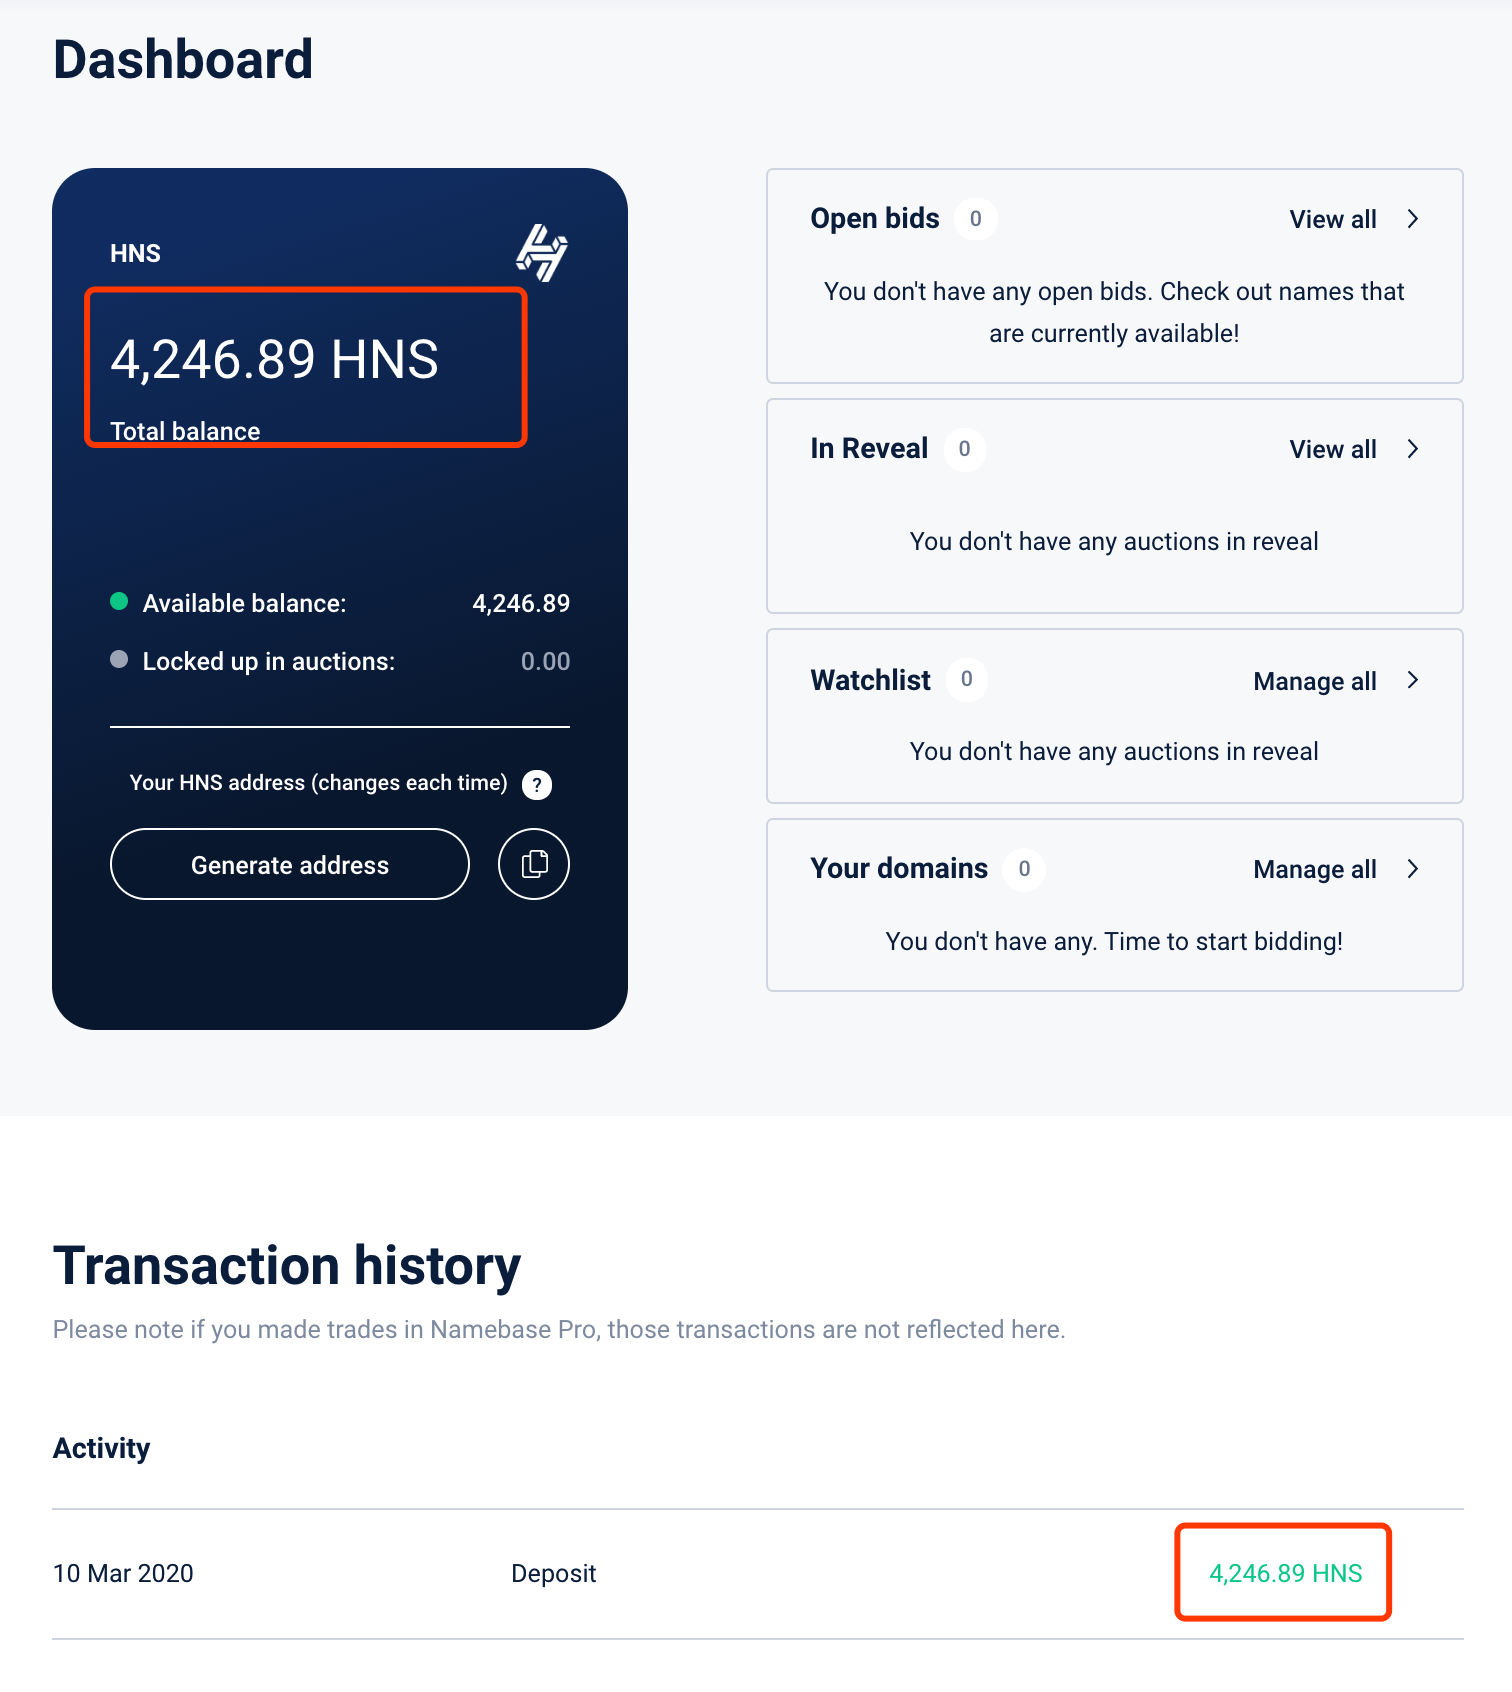 Dashboard
HNS
4,246.89 HNS
Total balance
Available balance: 4,246.89
Locked up in auctions: 0.00
Your HNS address (changes each time) ?
Generate address
Open bids 0 View all
You don't have any open bids. Check out names that
are currently available!
In Reveal 0 View all
You don't have any auctions in reveal
Watchlist 0 Manage all
You don't have any auctions in reveal
Your domains 0 Manage all
You don't have any. Time to start bidding!
Transaction history
Please note if you made trades in Namebase Pro, those transactions are not reflected here.
Activity
10 Mar 2020 Deposit 4,246.89 HNS